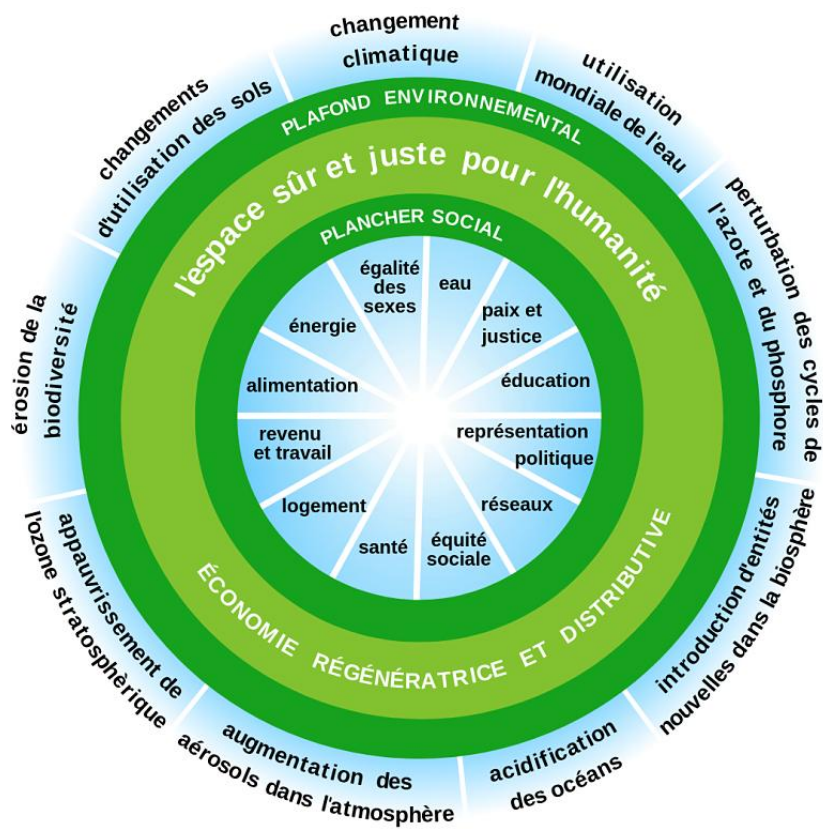 changement
climatique
utilisation
mondiale de l'eau
perturbation des cycles de
l'azote et du phosphore
introduction d'entités
nouvelles dans la biosphère
acidification
des océans
augmentation des
aérosols dans l'atmosphère
appauvrissement de
l'ozone stratosphèrique
érosion de la
biodiversité
changements
d'utilisation des sols
PLAFOND ENVIRONNEMENTAL
l'espace sûr et juste pour l'humanité
PLANCHER SOCIAL
eau
paix et
justice
éducation
représentation
politique
réseaux
équité
sociale
santé
logement
revenu
et travail
alimentation
énergie
égalité
des
sexes
ÉCONOMIE RÉGÉNÉRATRICE ET DISTRIBUTIVE